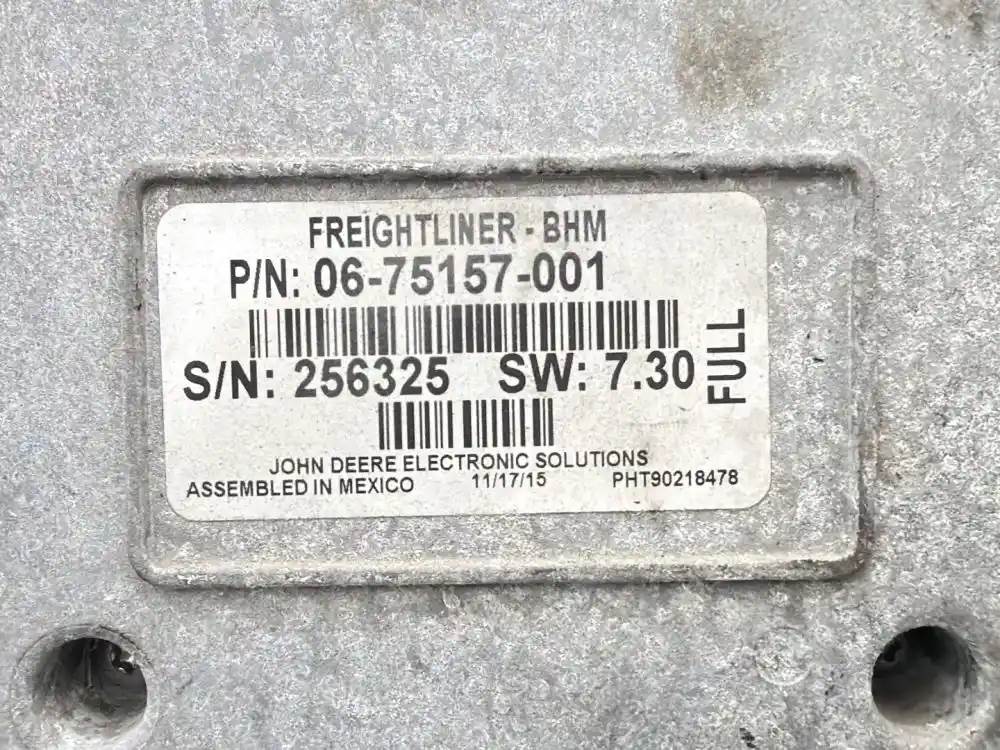 FREIGHTLINER - BHM
P/N: 06-75157-001
S/N: 256325 SW: 7.30
FULL
JOHN DEERE ELECTRONIC SOLUTIONS
ASSEMBLED IN MEXICO 11/17/15 PHT90218478